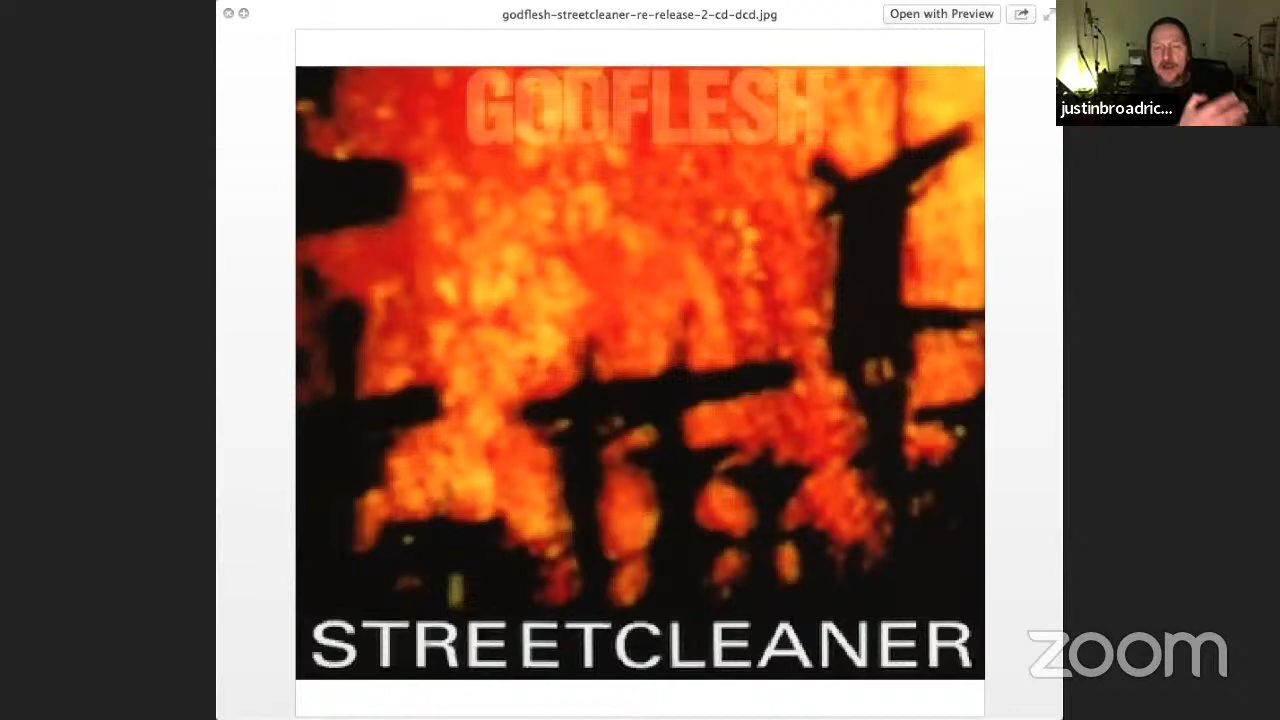 godflesh-streetcleaner-re-release-2-cd-dcd.jpg
Open with Preview
justinbroadric...
GODFLESH
STREETCLEANER
zoom